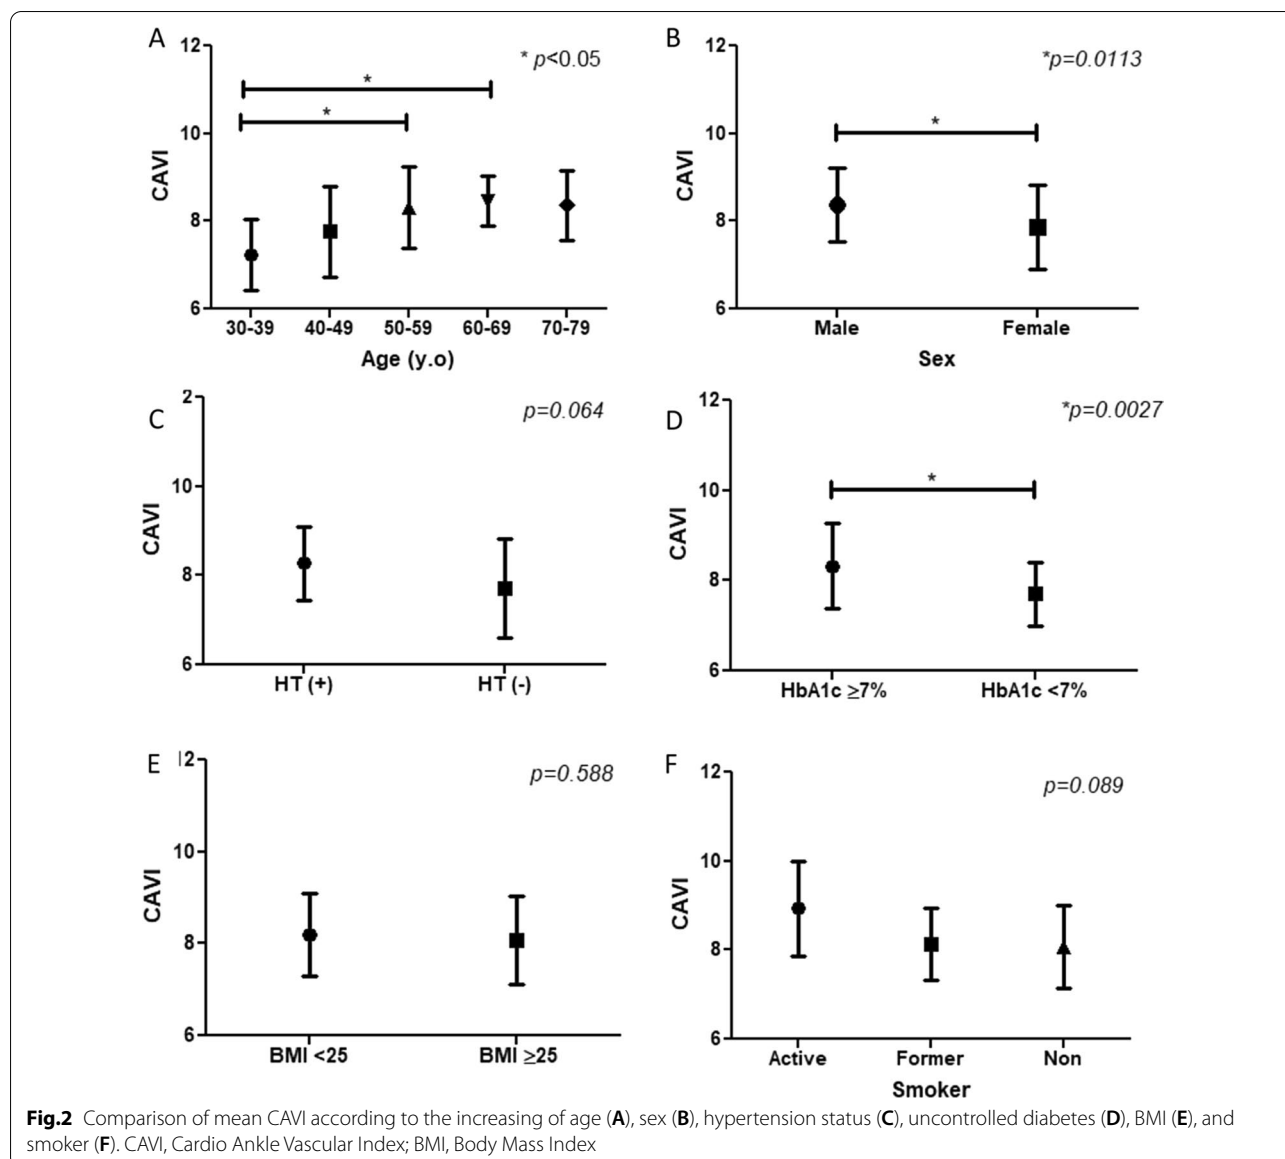 A
12
10
8
6
CAVI
* p<0.05
*
*
30-39 40-49 50-59 60-69 70-79
Age (y.o)
B
12
10
8
6
CAVI
*p=0.0113
*
Male Female
Sex
C
2
10
8
6
CAVI
p=0.064
HT (+) HT (-)
D
12
10
8
6
CAVI
*p=0.0027
*
HbA1c ≥7% HbA1c <7%
E
12
10
8
6
CAVI
p=0.588
BMI <25 BMI ≥25
F
12
10
8
6
CAVI
p=0.089
Active Former Non
Smoker
Fig.2 Comparison of mean CAVI according to the increasing of age (A), sex (B), hypertension status (C), uncontrolled diabetes (D), BMI (E), and
smoker (F). CAVI, Cardio Ankle Vascular Index; BMI, Body Mass Index